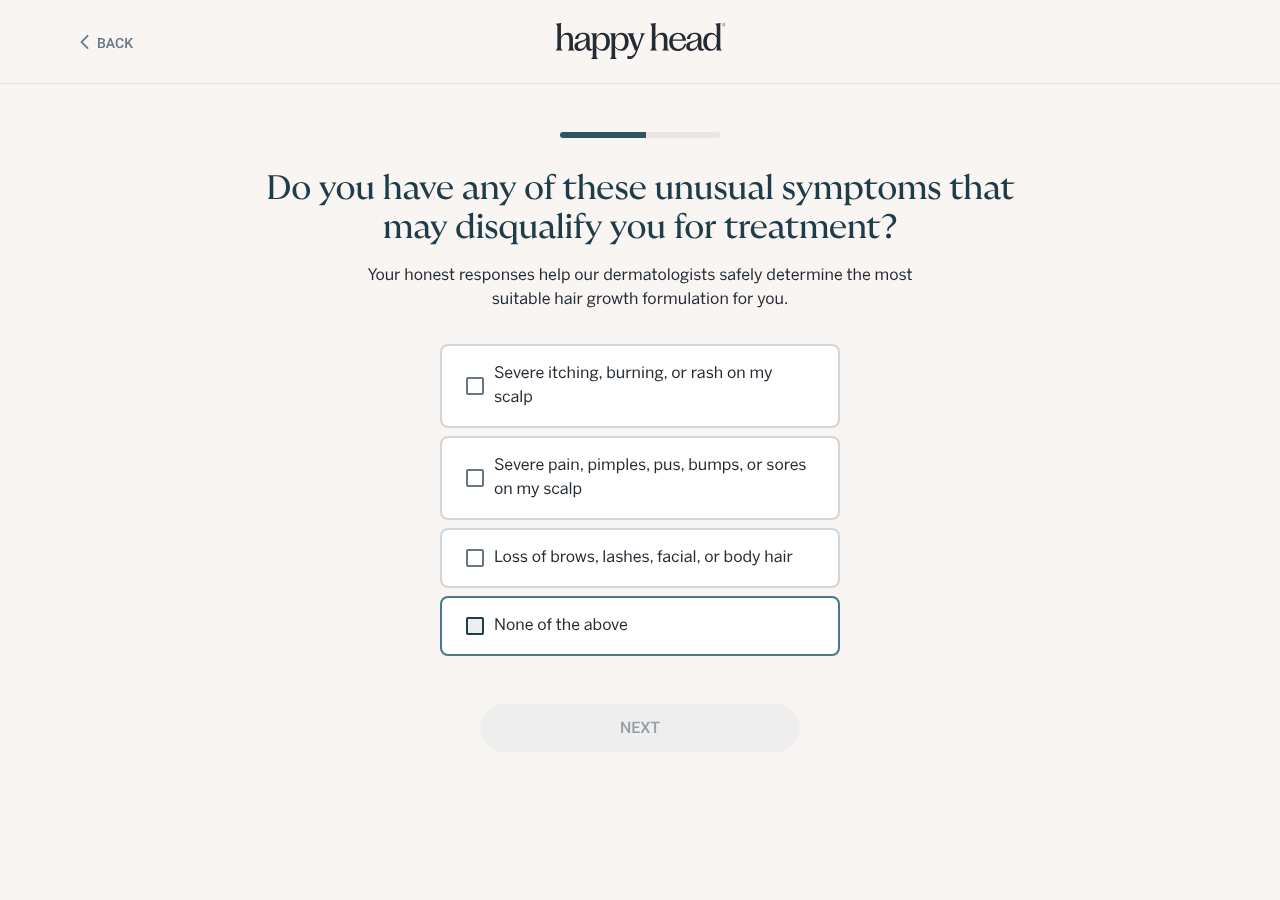 BACK
happy head
Do you have any of these unusual symptoms that
may disqualify you for treatment?
Your honest responses help our dermatologists safely determine the most
suitable hair growth formulation for you.
Severe itching, burning, or rash on my
scalp
Severe pain, pimples, pus, bumps, or sores
on my scalp
Loss of brows, lashes, facial, or body hair
None of the above
NEXT